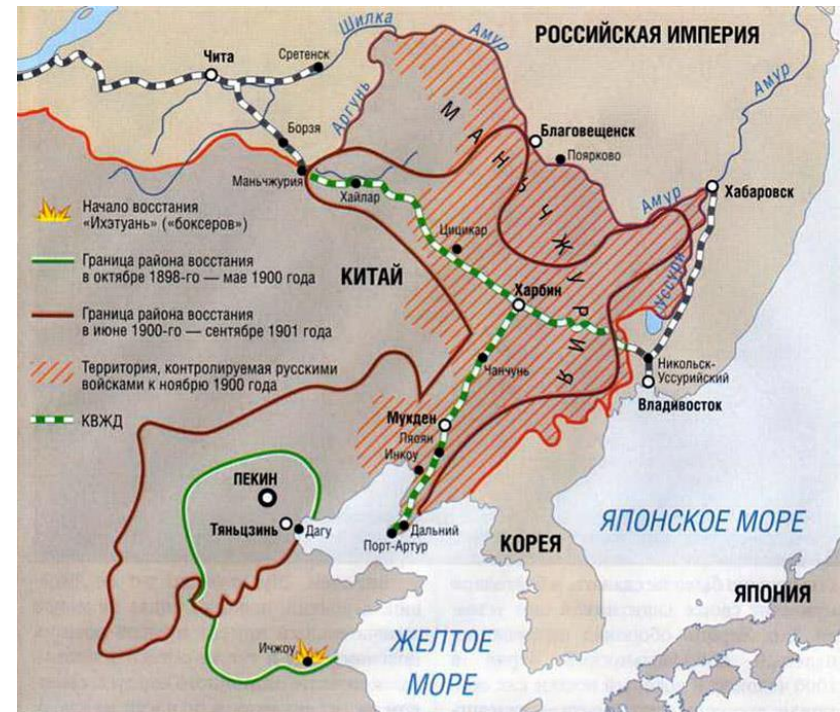 Шилка
Амур
РОССИЙСКАЯ ИМПЕРИЯ
Чита
Сретенск
Амур
Аргунь
Борзя
МАНЬЧЖУРИЯ
Благовещенск
Поярково
Маньчжурия
Хайлар
Амур
Хабаровск
Начало восстания
«Ихэтуань» («боксеров»)
Цицикар
Граница района восстания
в октябре 1898-го — мае 1900 года
КИТАЙ
Харбин
Уссури
Граница района восстания
в июне 1900-го — сентябре 1901 года
Чанчунь
Никольск-
Уссурийский
Территория, контролируемая русскими
войсками к ноябрю 1900 года
Владивосток
КВЖД
Мукден
Ляоян
Инкоу
ПЕКИН
Тяньцзинь
Дагу
Дальний
Порт-Артур
КОРЕЯ
ЯПОНСКОЕ МОРЕ
ЯПОНИЯ
Ичжоу
ЖЕЛТОЕ
МОРЕ